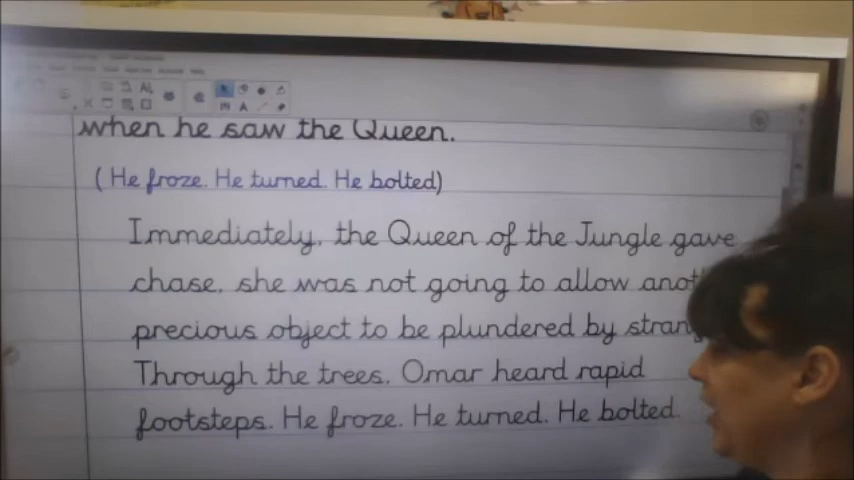 when he saw the Queen.
( He froze. He turned. He bolted)
Immediately, the Queen of the Jungle gave
chase, she was not going to allow
precious object to be plundered by
Through the trees, Omar heard rapid
footsteps. He froze. He turned. He bolted.